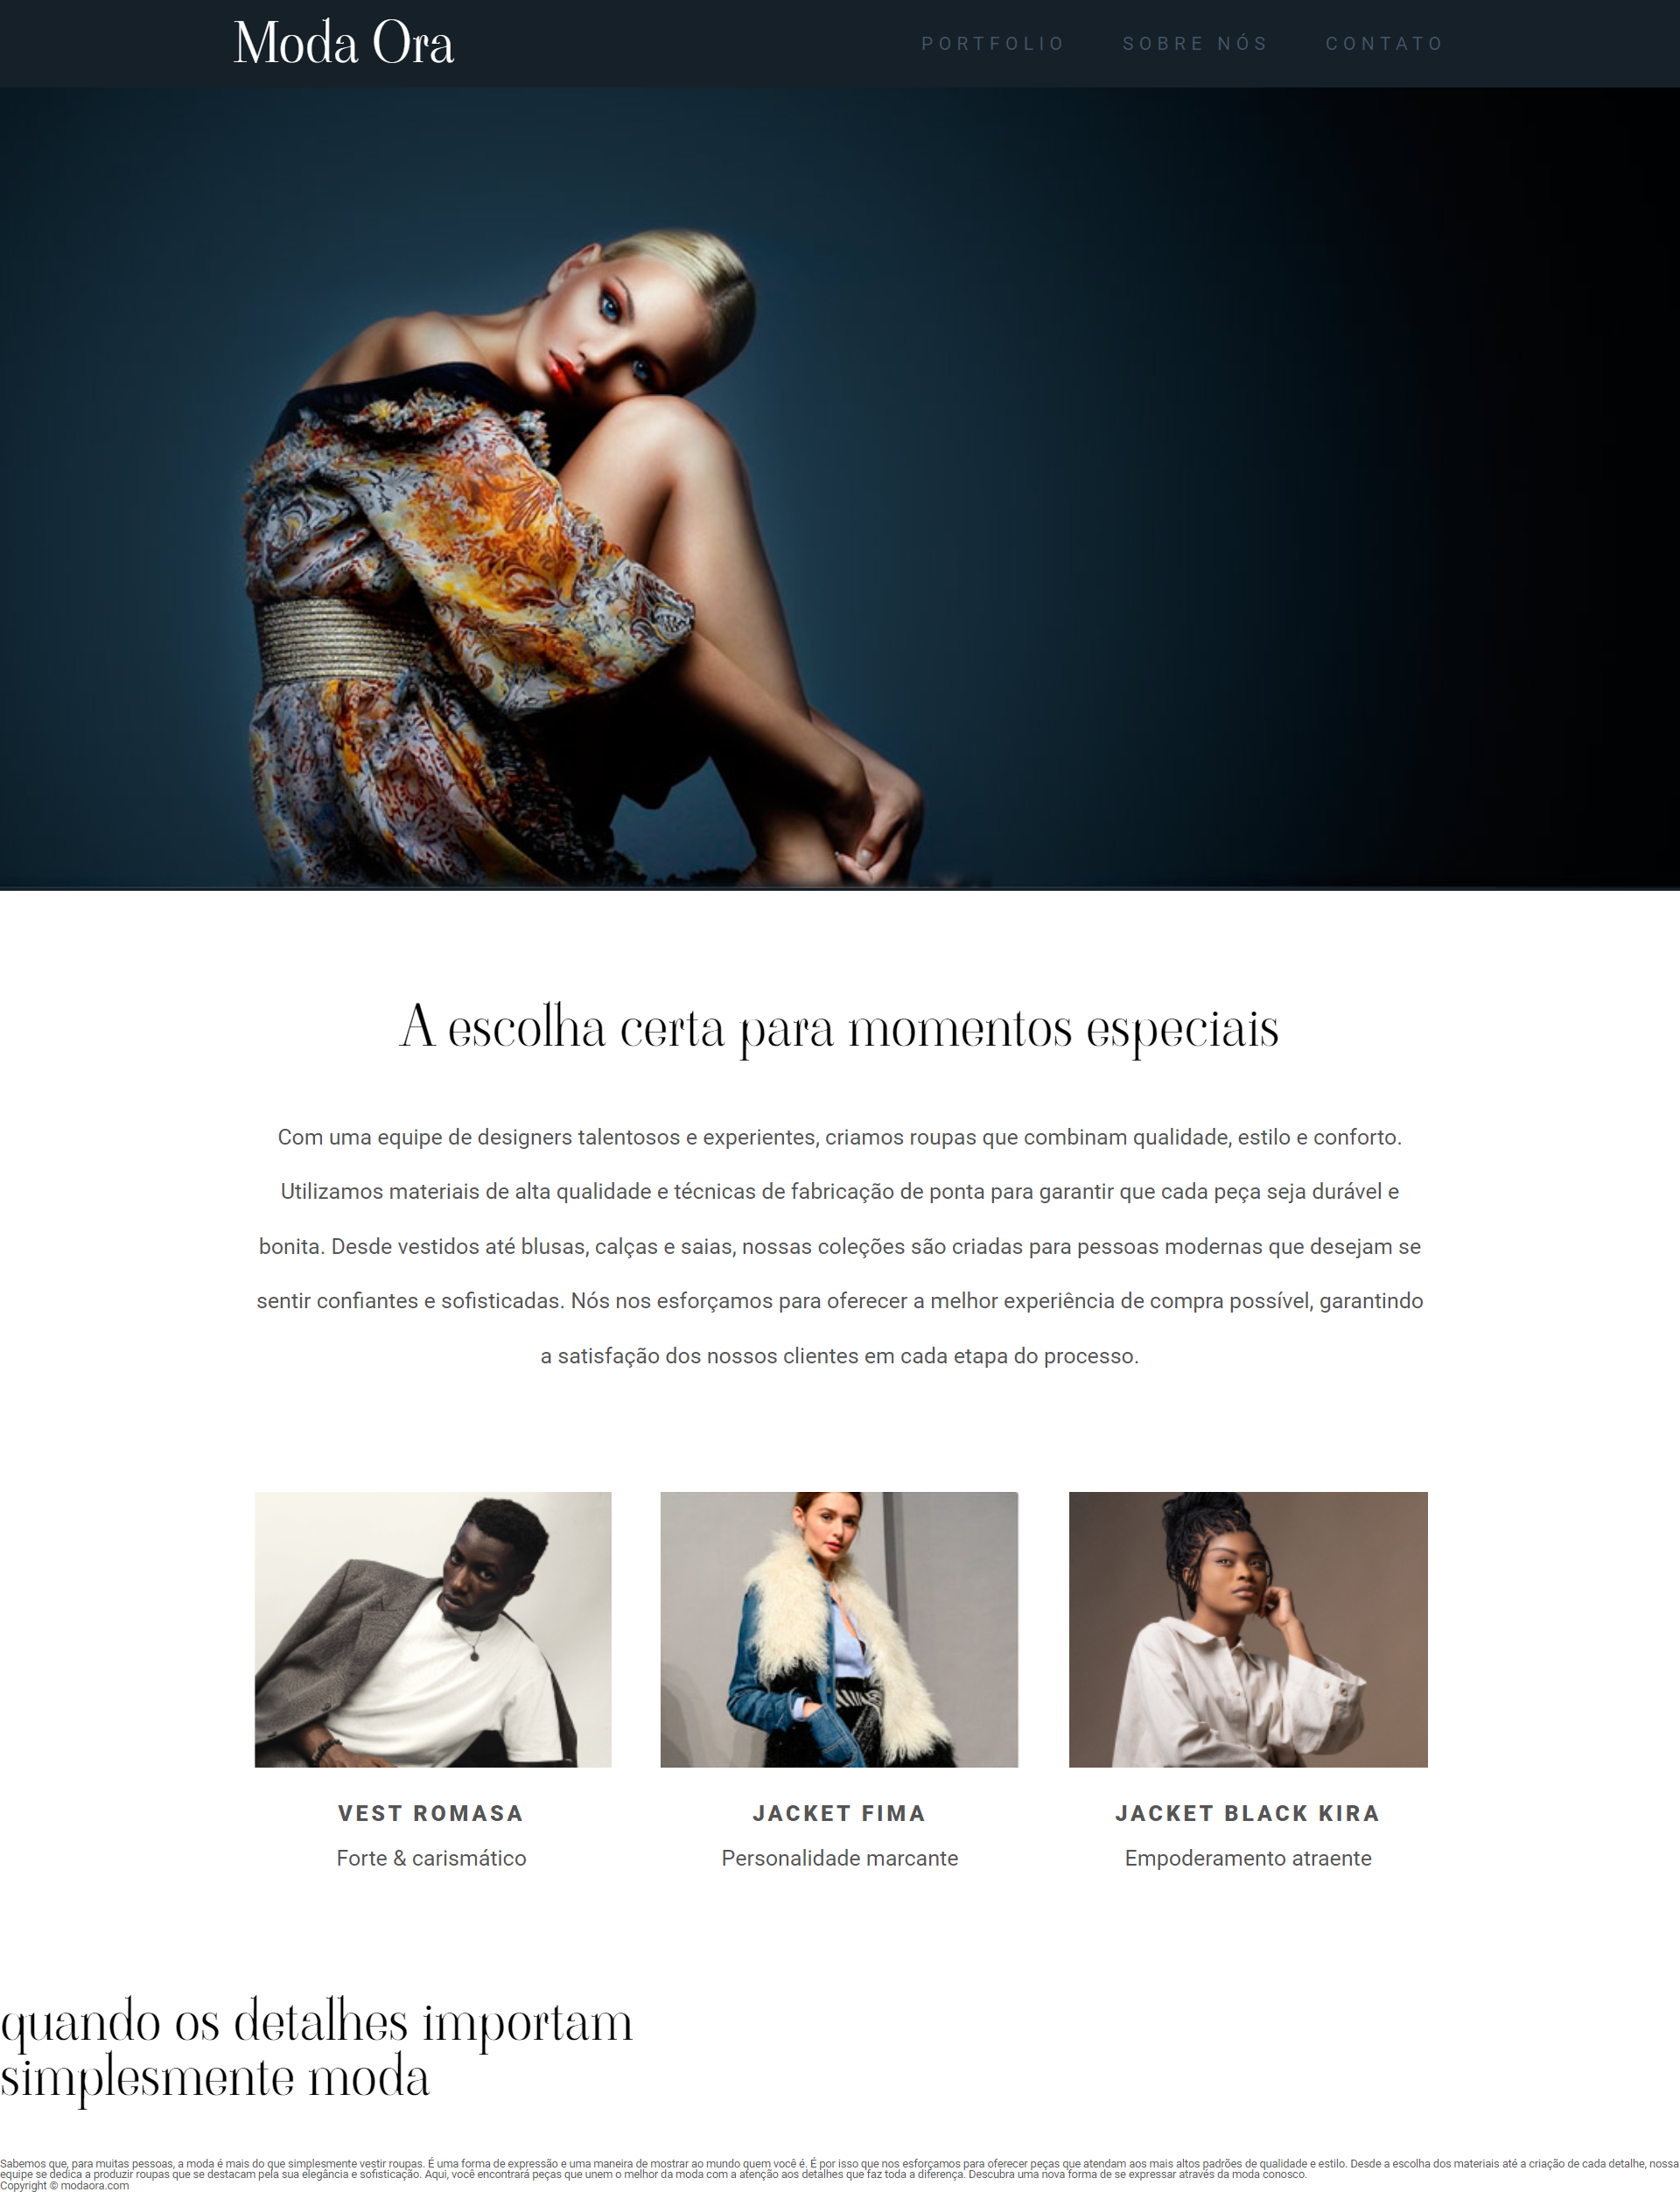 Moda Ora
PORTFOLIO SOBRE NÓS CONTATO
A escolha certa para momentos especiais
Com uma equipe de designers talentosos e experientes, criamos roupas que combinam qualidade, estilo e conforto.
Utilizamos materiais de alta qualidade e técnicas de fabricação de ponta para garantir que cada peça seja durável e
bonita. Desde vestidos até blusas, calças e saias, nossas coleções são criadas para pessoas modernas que desejam se
sentir confiantes e sofisticadas. Nós nos esforçamos para oferecer a melhor experiência de compra possível, garantindo
a satisfação dos nossos clientes em cada etapa do processo.
VEST ROMASA
Forte & carismático
JACKET FIMA
Personalidade marcante
JACKET BLACK KIRA
Empoderamento atraente
quando os detalhes importam
simplesmente moda
Sabemos que, para muitas pessoas, a moda é mais do que simplesmente vestir roupas. É uma forma de expressão e uma maneira de mostrar ao mundo quem você é. É por isso que nos esforçamos para oferecer peças que atendam aos mais altos padrões de qualidade e estilo. Desde a escolha dos materiais até a criação de cada detalhe, nossa
equipe se dedica a produzir roupas que se destacam pela sua elegância e sofisticação. Aqui, você encontrará peças que unem o melhor da moda com a atenção aos detalhes que faz toda a diferença. Descubra uma nova forma de se expressar através da moda conosco.
Copyright © modaora.com